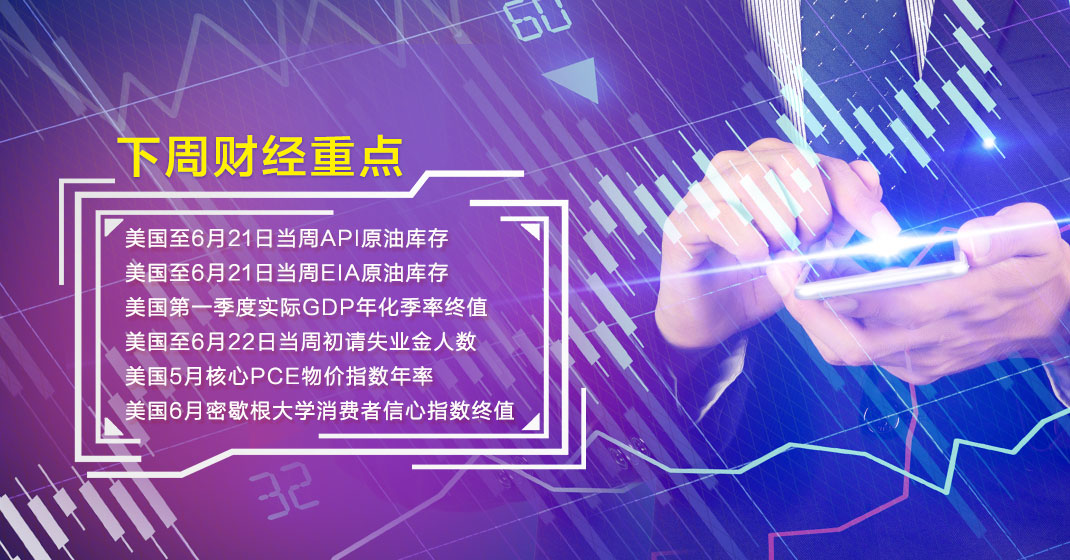 60
下周财经重点
美国至6月21日当周API原油库存
美国至6月21日当周EIA原油库存
美国第一季度实际GDP年化季率终值
美国至6月22日当周初请失业金人数
美国5月核心PCE物价指数年率
美国6月密歇根大学消费者信心指数终值
32